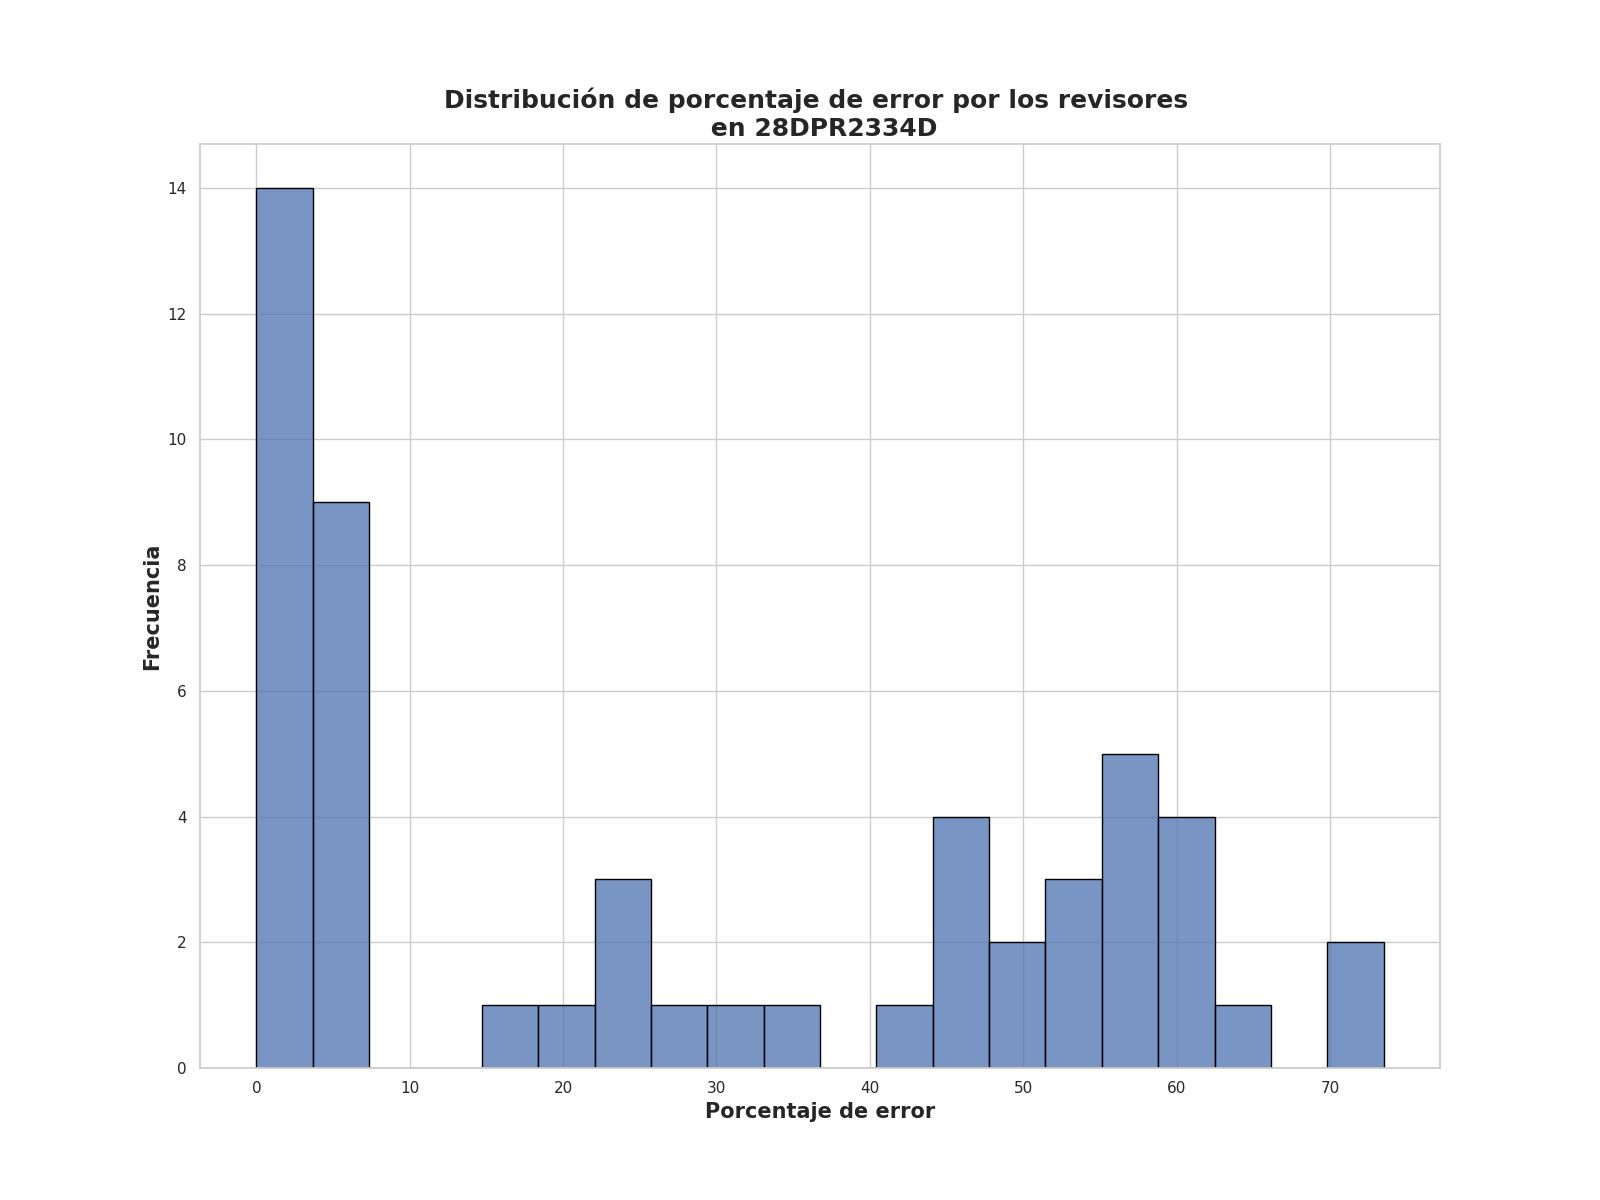 Distribución de porcentaje de error por los revisores
en 28DPR2334D
14
12
10
8
6
4
2
0
Frecuencia
0 10 20 30 40 50 60 70
Porcentaje de error